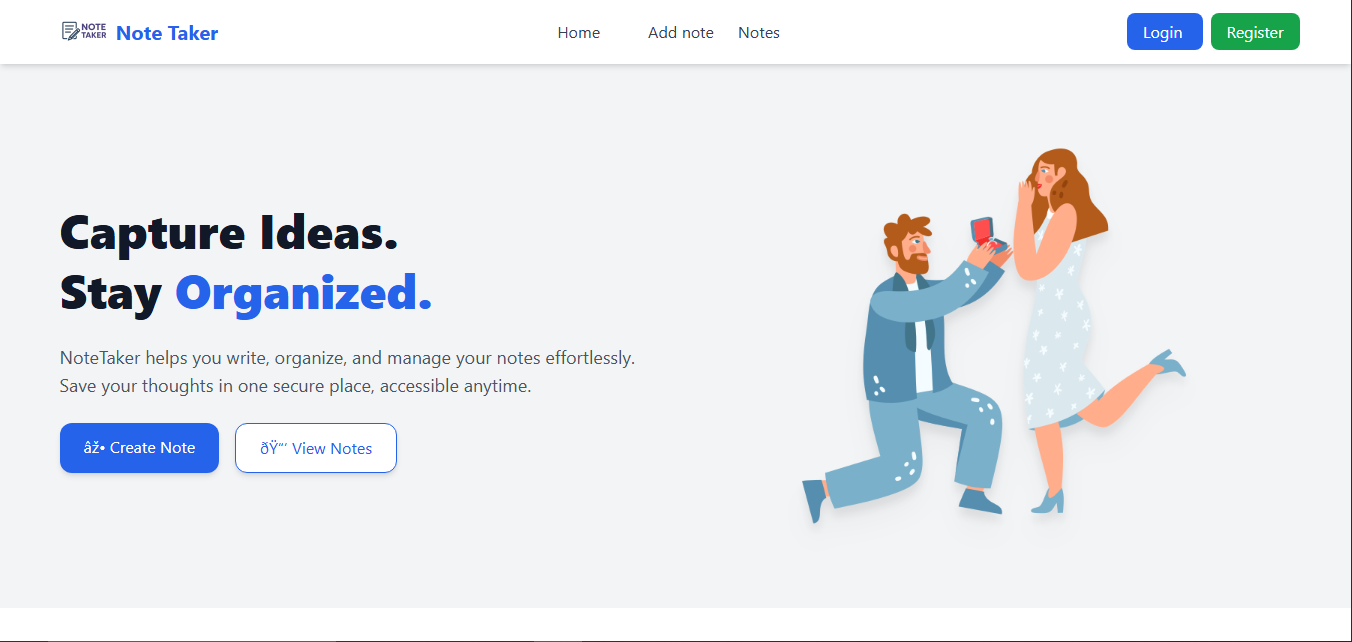 NOTE
TAKER
Note Taker
Home
Add note
Notes
Login
Register
Capture Ideas.
Stay Organized.
NoteTaker helps you write, organize, and manage your notes effortlessly.
Save your thoughts in one secure place, accessible anytime.
âž• Create Note
ðŸ“‘ View Notes